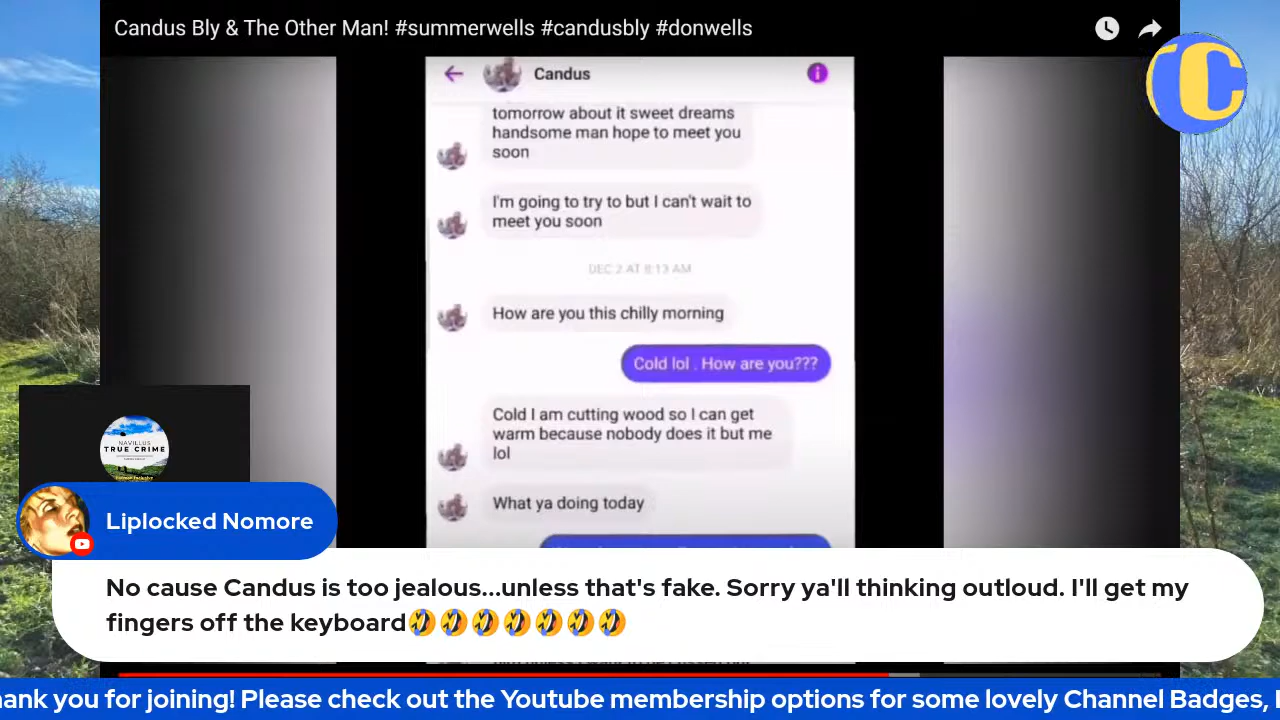 Candus Bly & The Other Man! #summerwells #candusbly #donwells
Candus
tomorrow about it sweet dreams
handsome man hope to meet you
soon
I'm going to try to but I can't wait to
meet you soon
DEC 2 AT 8:13 AM
How are you this chilly morning
Cold lol . How are you???
Cold I am cutting wood so I can get
warm because nobody does it but me
lol
What ya doing today
NAVILLUS
TRUE CRIME
Liplocked Nomore
No cause Candus is too jealous...unless that's fake. Sorry ya'll thinking outloud. I'll get my
fingers off the keyboard🤣🤣🤣🤣🤣🤣🤣
hank you for joining! Please check out the Youtube membership options for some lovely Channel Badges,